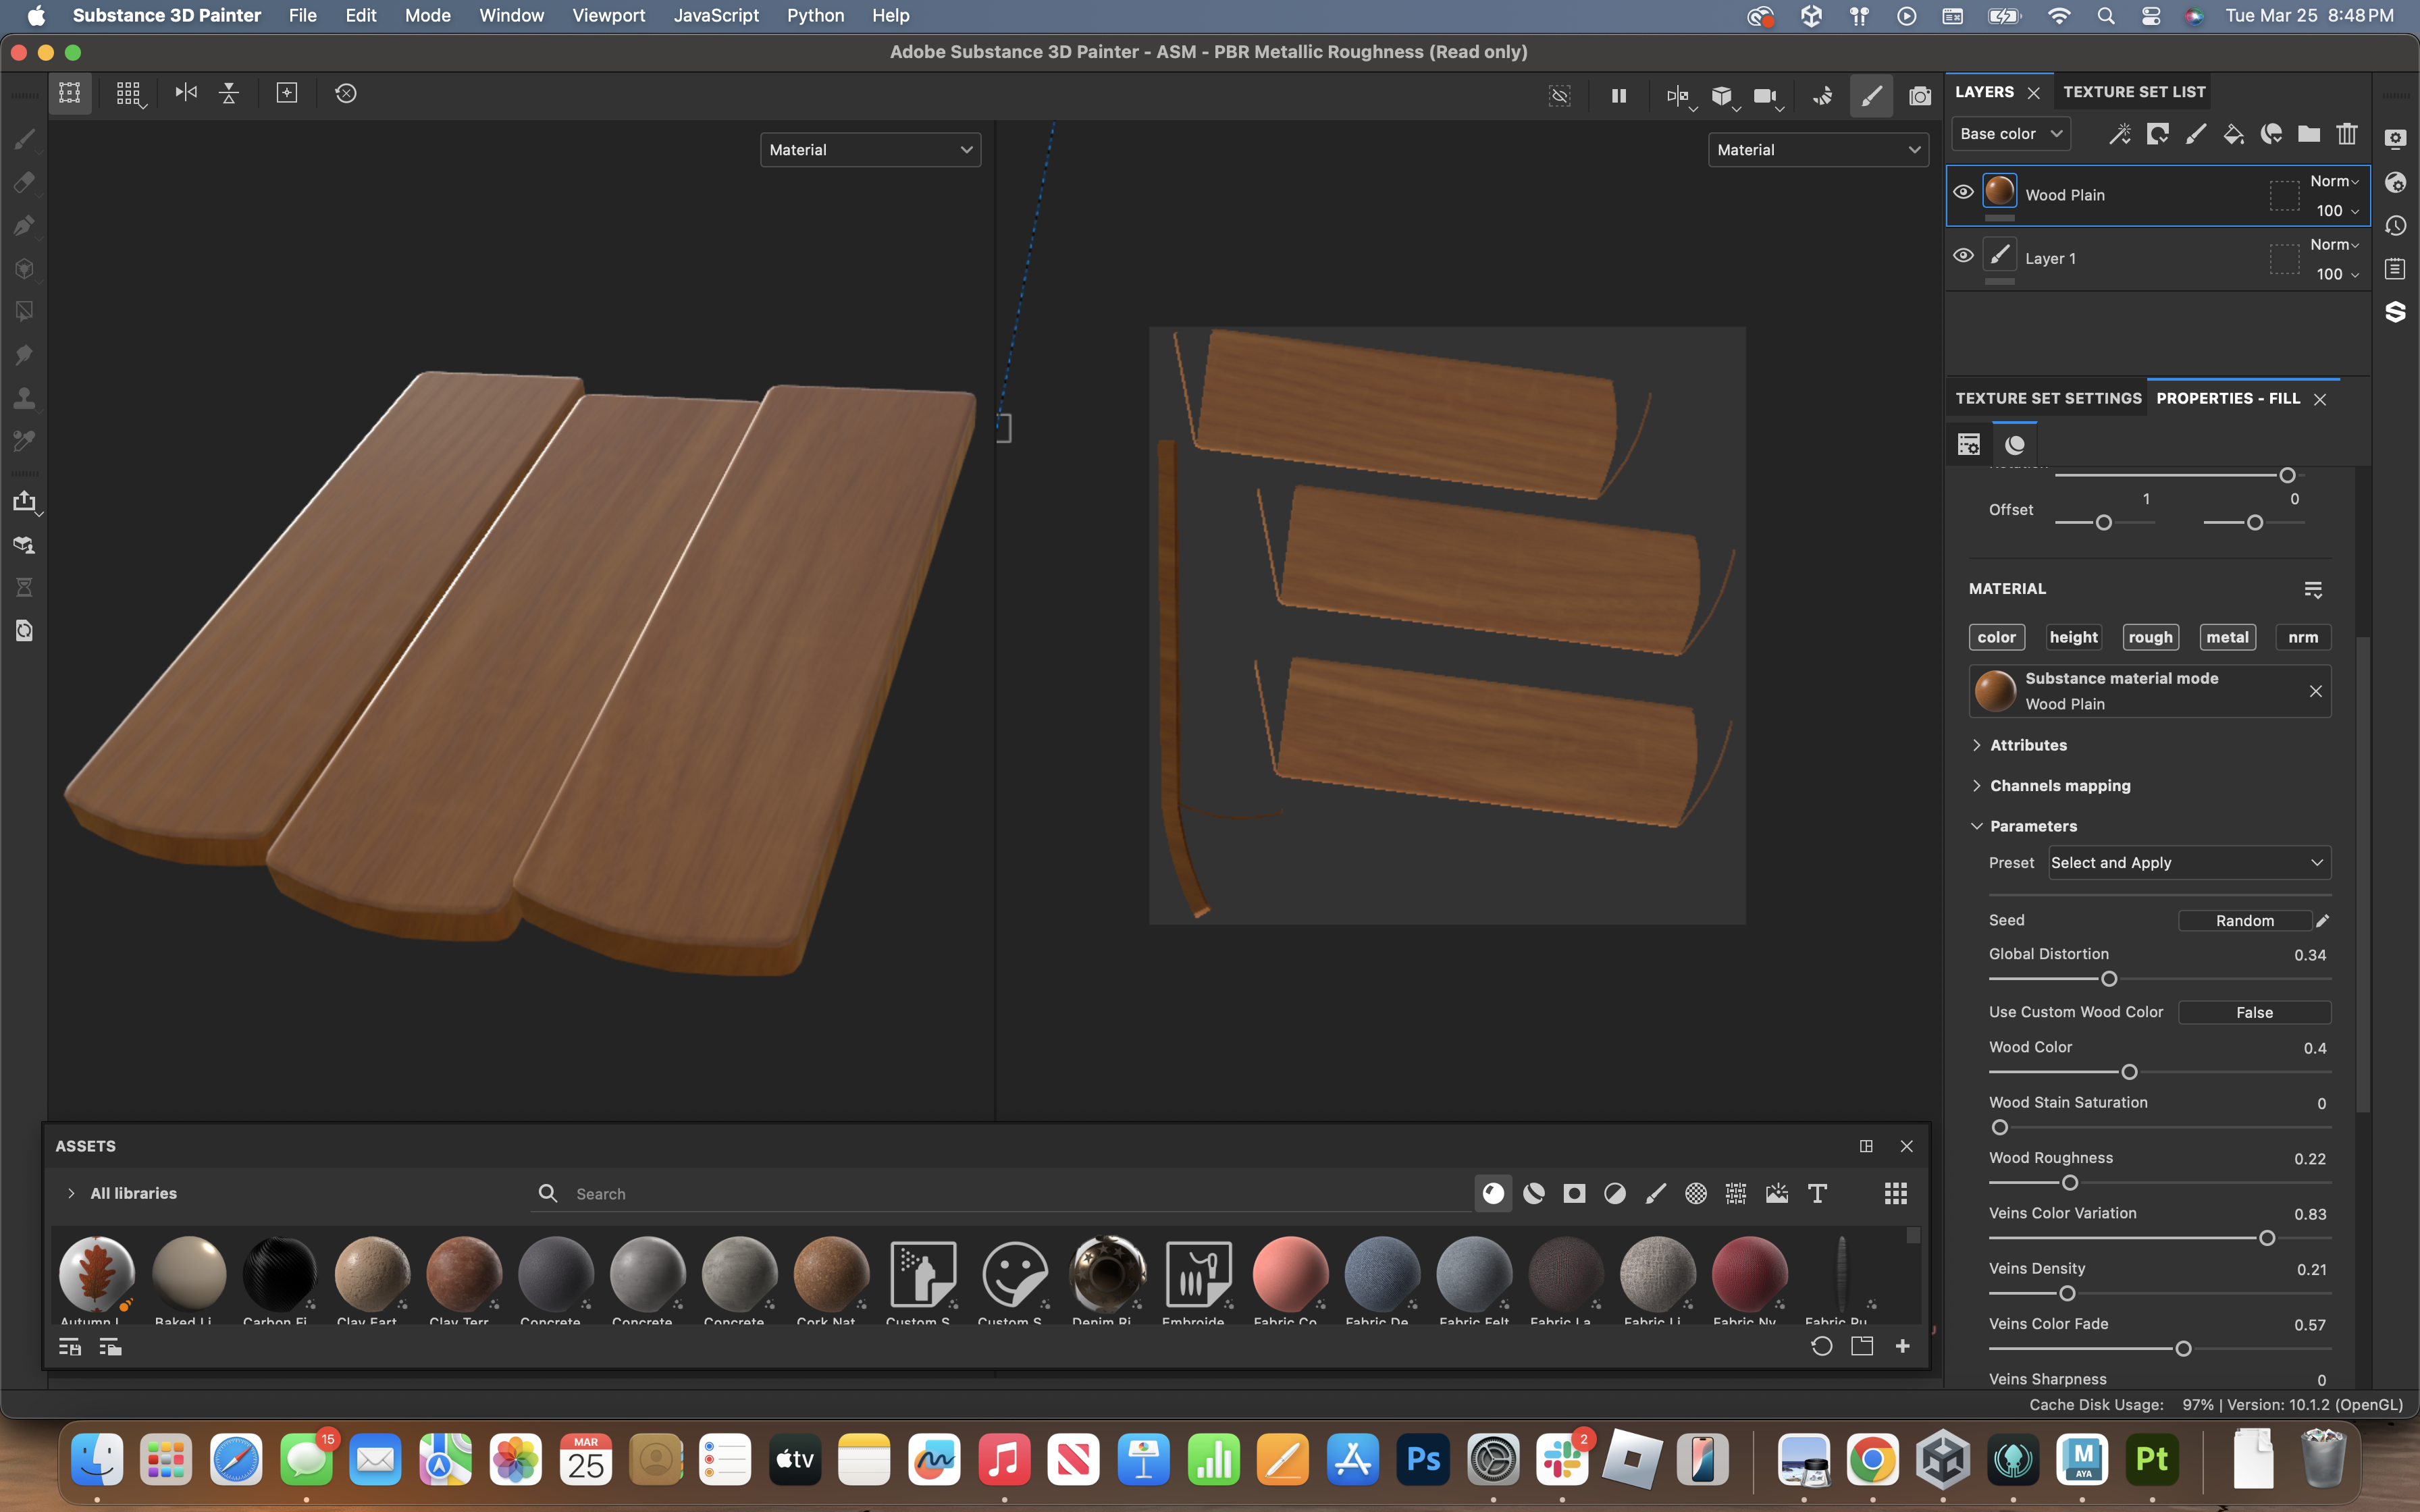 Substance 3D Painter File Edit Mode Window Viewport JavaScript Python Help Tue Mar 25 8:48 PM
Adobe Substance 3D Painter - ASM - PBR Metallic Roughness (Read only)
Material
Material
LAYERS TEXTURE SET LIST
Base color
Wood Plain
Norm
100
Layer 1
Norm
100
TEXTURE SET SETTINGS PROPERTIES - FILL
Rotation
1 0
Offset
MATERIAL
color height rough metal nrm
Substance material mode
Wood Plain
Attributes
Channels mapping
Parameters
Preset Select and Apply
Seed Random
Global Distortion 0.34
Use Custom Wood Color False
Wood Color 0.4
Wood Stain Saturation 0
Wood Roughness 0.22
Veins Color Variation 0.83
Veins Density 0.21
Veins Color Fade 0.57
Veins Sharpness 0
ASSETS
All libraries Search
Autumn L... Baked Li... Carbon Fi... Clay Eart... Clay Terr... Concrete... Concrete... Concrete... Cork Nat... Custom S... Custom S... Denim Ri... Embroide... Fabric Co... Fabric De... Fabric Felt Fabric La... Fabric Li... Fabric Ny... Fabric Pu...
Cache Disk Usage: 97% | Version: 10.1.2 (OpenGL)
15
MAR
25
tv
Ps
2
M
AYA
Pt